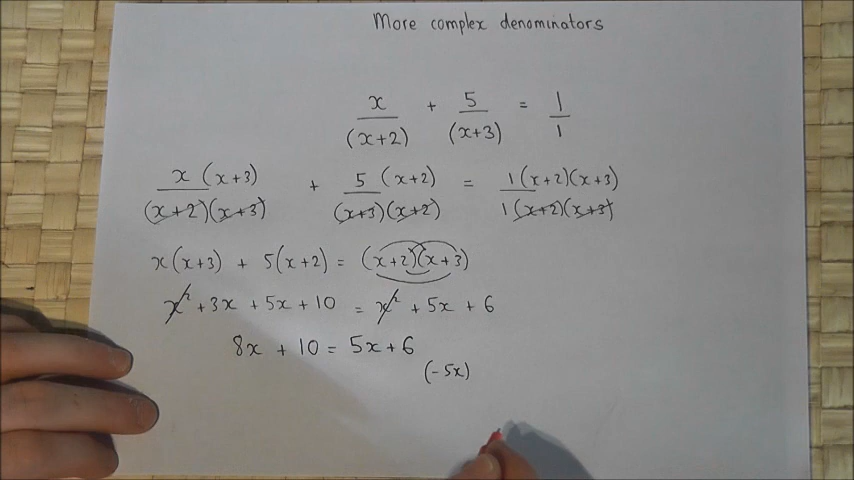 More complex denominators
x/(x+2) + 5/(x+3) = 1/1
x(x+3)/(x+2)(x+3) + 5(x+2)/(x+3)(x+2) = 1(x+2)(x+3)/1(x+2)(x+3)
x(x+3) + 5(x+2) = (x+2)(x+3)
x² + 3x + 5x + 10 = x² + 5x + 6
8x + 10 = 5x + 6
(-5x)